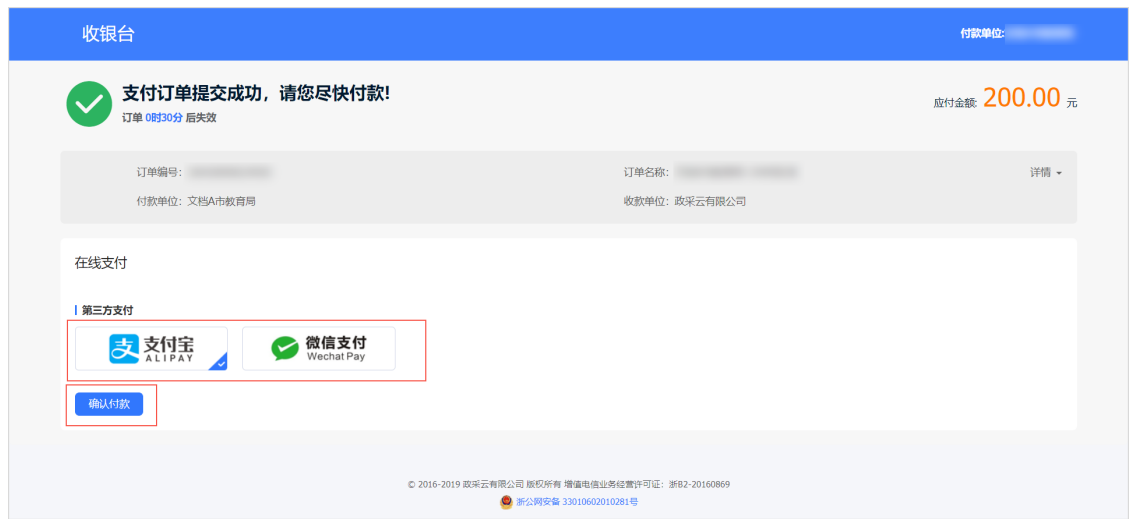 收银台
付款单位:
支付订单提交成功，请您尽快付款!
应付金额: 200.00 元
订单 0时30分 后失效
订单编号:
订单名称:
详情
付款单位: 文档A市教育局
收款单位: 政采云有限公司
在线支付
第三方支付
支付宝
ALIPAY
微信支付
Wechat Pay
确认付款
© 2016-2019 政采云有限公司 版权所有 增值电信业务经营许可证: 浙B2-20160869
浙公网安备 33010602010281号